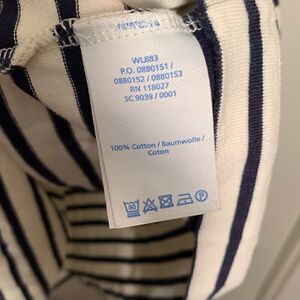 WL883
P.O. 0880151 /
0880152 / 0880153
RN 118027
SC 9039 / 0001
100% Cotton / Baumwolle /
Coton